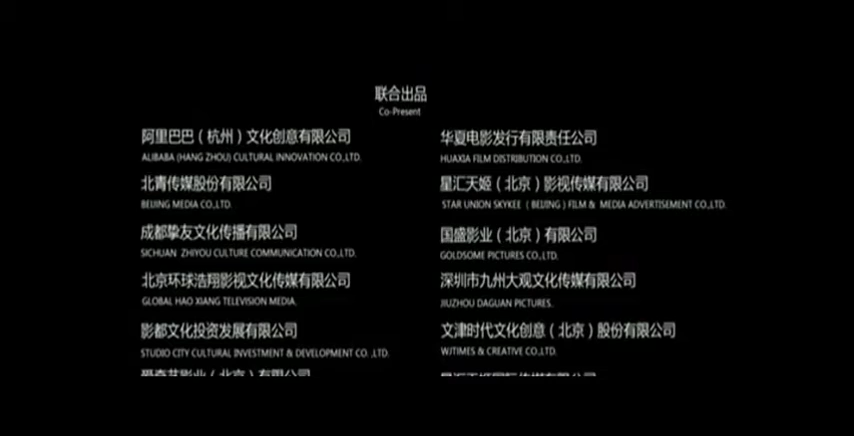 联合出品
Co-Present
阿里巴巴（杭州）文化创意有限公司
ALIBABA (HANG ZHOU) CULTURAL INNOVATION CO.,LTD.
北青传媒股份有限公司
BEIJING MEDIA CO.,LTD.
成都挚友文化传播有限公司
SICHUAN ZHIYOU CULTURE COMMUNICATION CO.,LTD.
北京环球浩翔影视文化传媒有限公司
GLOBAL HAO XIANG TELEVISION MEDIA.
影都文化投资发展有限公司
STUDIO CITY CULTURAL INVESTMENT & DEVELOPMENT CO. ,LTD.
华夏电影发行有限责任公司
HUAXIA FILM DISTRIBUTION CO.,LTD.
星汇天姬（北京）影视传媒有限公司
STAR UNION SKYKEE （ BEIJING ) FILM & MEDIA ADVERTISEMENT CO.,LTD.
国盛影业（北京）有限公司
GOLDSOME PICTURES CO.,LTD.
深圳市九州大观文化传媒有限公司
JIUZHOU DAGUAN PICTURES.
文津时代文化创意（北京）股份有限公司
WJTIMES & CREATIVE CO.,LTD.